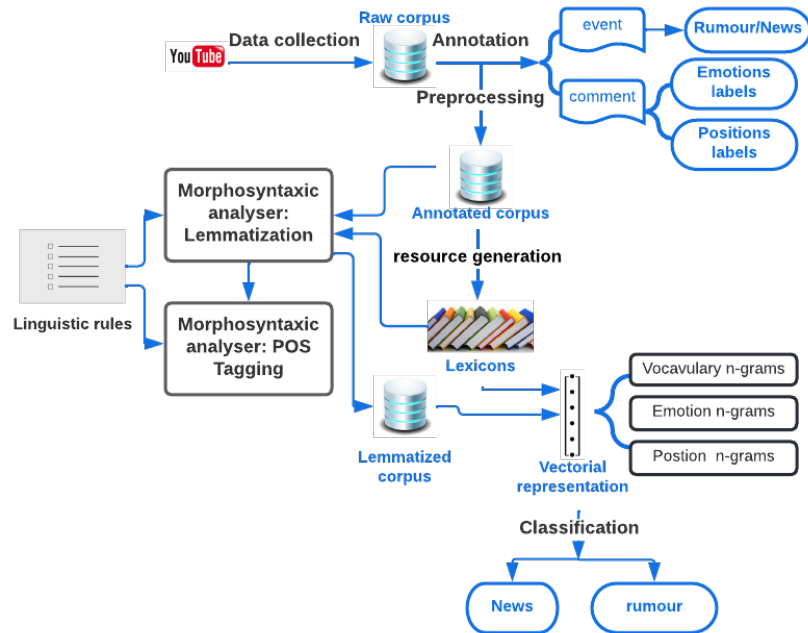 Raw corpus
You Tube
Data collection
Annotation
event
Rumour/News
Preprocessing
comment
Emotions
labels
Positions
labels
Morphosyntaxic
analyser:
Lemmatization
Annotated corpus
resource generation
Linguistic rules
Morphosyntaxic
analyser: POS
Tagging
Lexicons
Vocavulary n-grams
Emotion n-grams
Postion n-grams
Lemmatized
corpus
Vectorial
representation
Classification
News
rumour